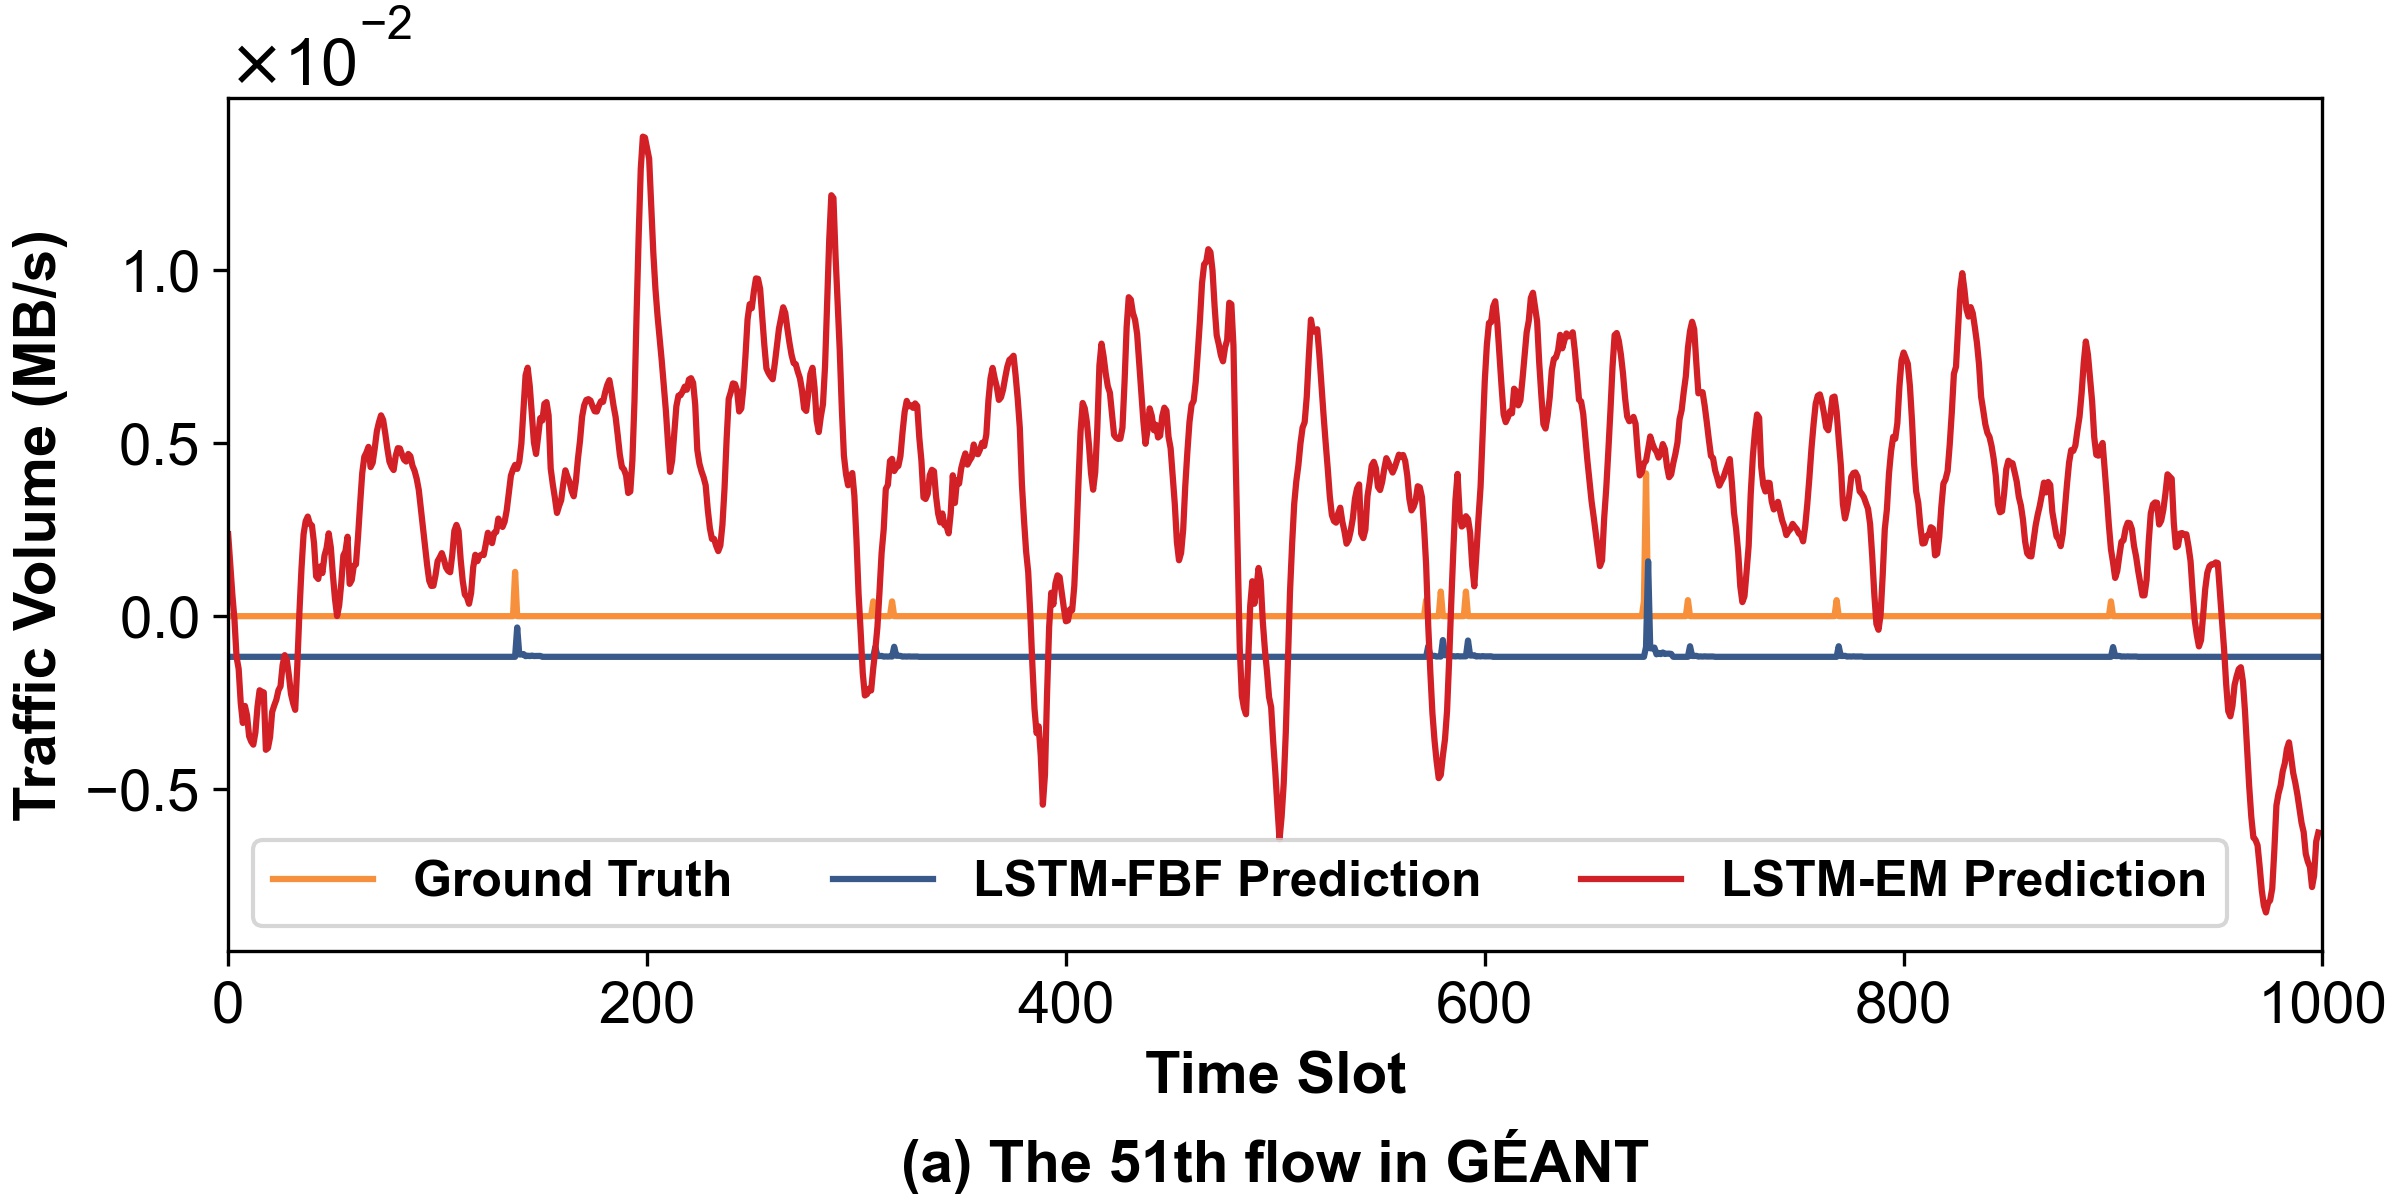 ×10⁻²
Traffic Volume (MB/s)
1.0
0.5
0.0
−0.5
Ground Truth LSTM-FBF Prediction LSTM-EM Prediction
0 200 400 600 800 1000
Time Slot
(a) The 51th flow in GÉANT